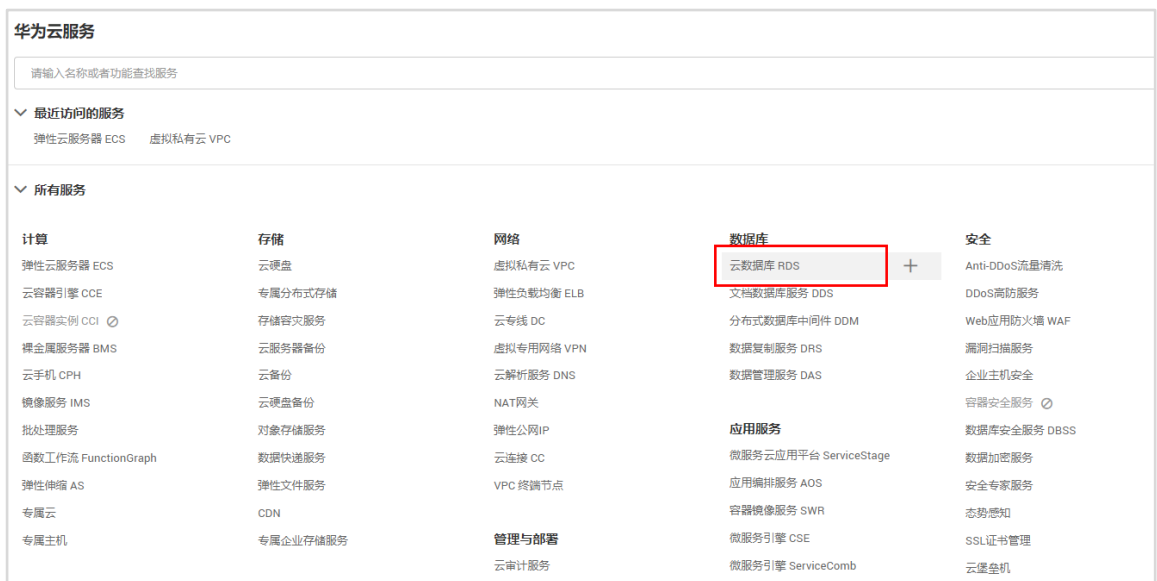 华为云服务
请输入名称或者功能查找服务
最近访问的服务
弹性云服务器 ECS 虚拟私有云 VPC
所有服务
计算
弹性云服务器 ECS
云容器引擎 CCE
云容器实例 CCI
裸金属服务器 BMS
云手机 CPH
镜像服务 IMS
批处理服务
函数工作流 FunctionGraph
弹性伸缩 AS
专属云
专属主机
存储
云硬盘
专属分布式存储
存储容灾服务
云服务器备份
云备份
云硬盘备份
对象存储服务
数据快递服务
弹性文件服务
CDN
专属企业存储服务
网络
虚拟私有云 VPC
弹性负载均衡 ELB
云专线 DC
虚拟专用网络 VPN
云解析服务 DNS
NAT网关
弹性公网IP
云连接 CC
VPC 终端节点
管理与部署
云审计服务
数据库
云数据库 RDS
文档数据库服务 DDS
分布式数据库中间件 DDM
数据复制服务 DRS
数据管理服务 DAS
应用服务
微服务云应用平台 ServiceStage
应用编排服务 AOS
容器镜像服务 SWR
微服务引擎 CSE
微服务引擎 ServiceComb
安全
Anti-DDoS流量清洗
DDoS高防服务
Web应用防火墙 WAF
漏洞扫描服务
企业主机安全
容器安全服务
数据库安全服务 DBSS
数据加密服务
安全专家服务
态势感知
SSL证书管理
云堡垒机